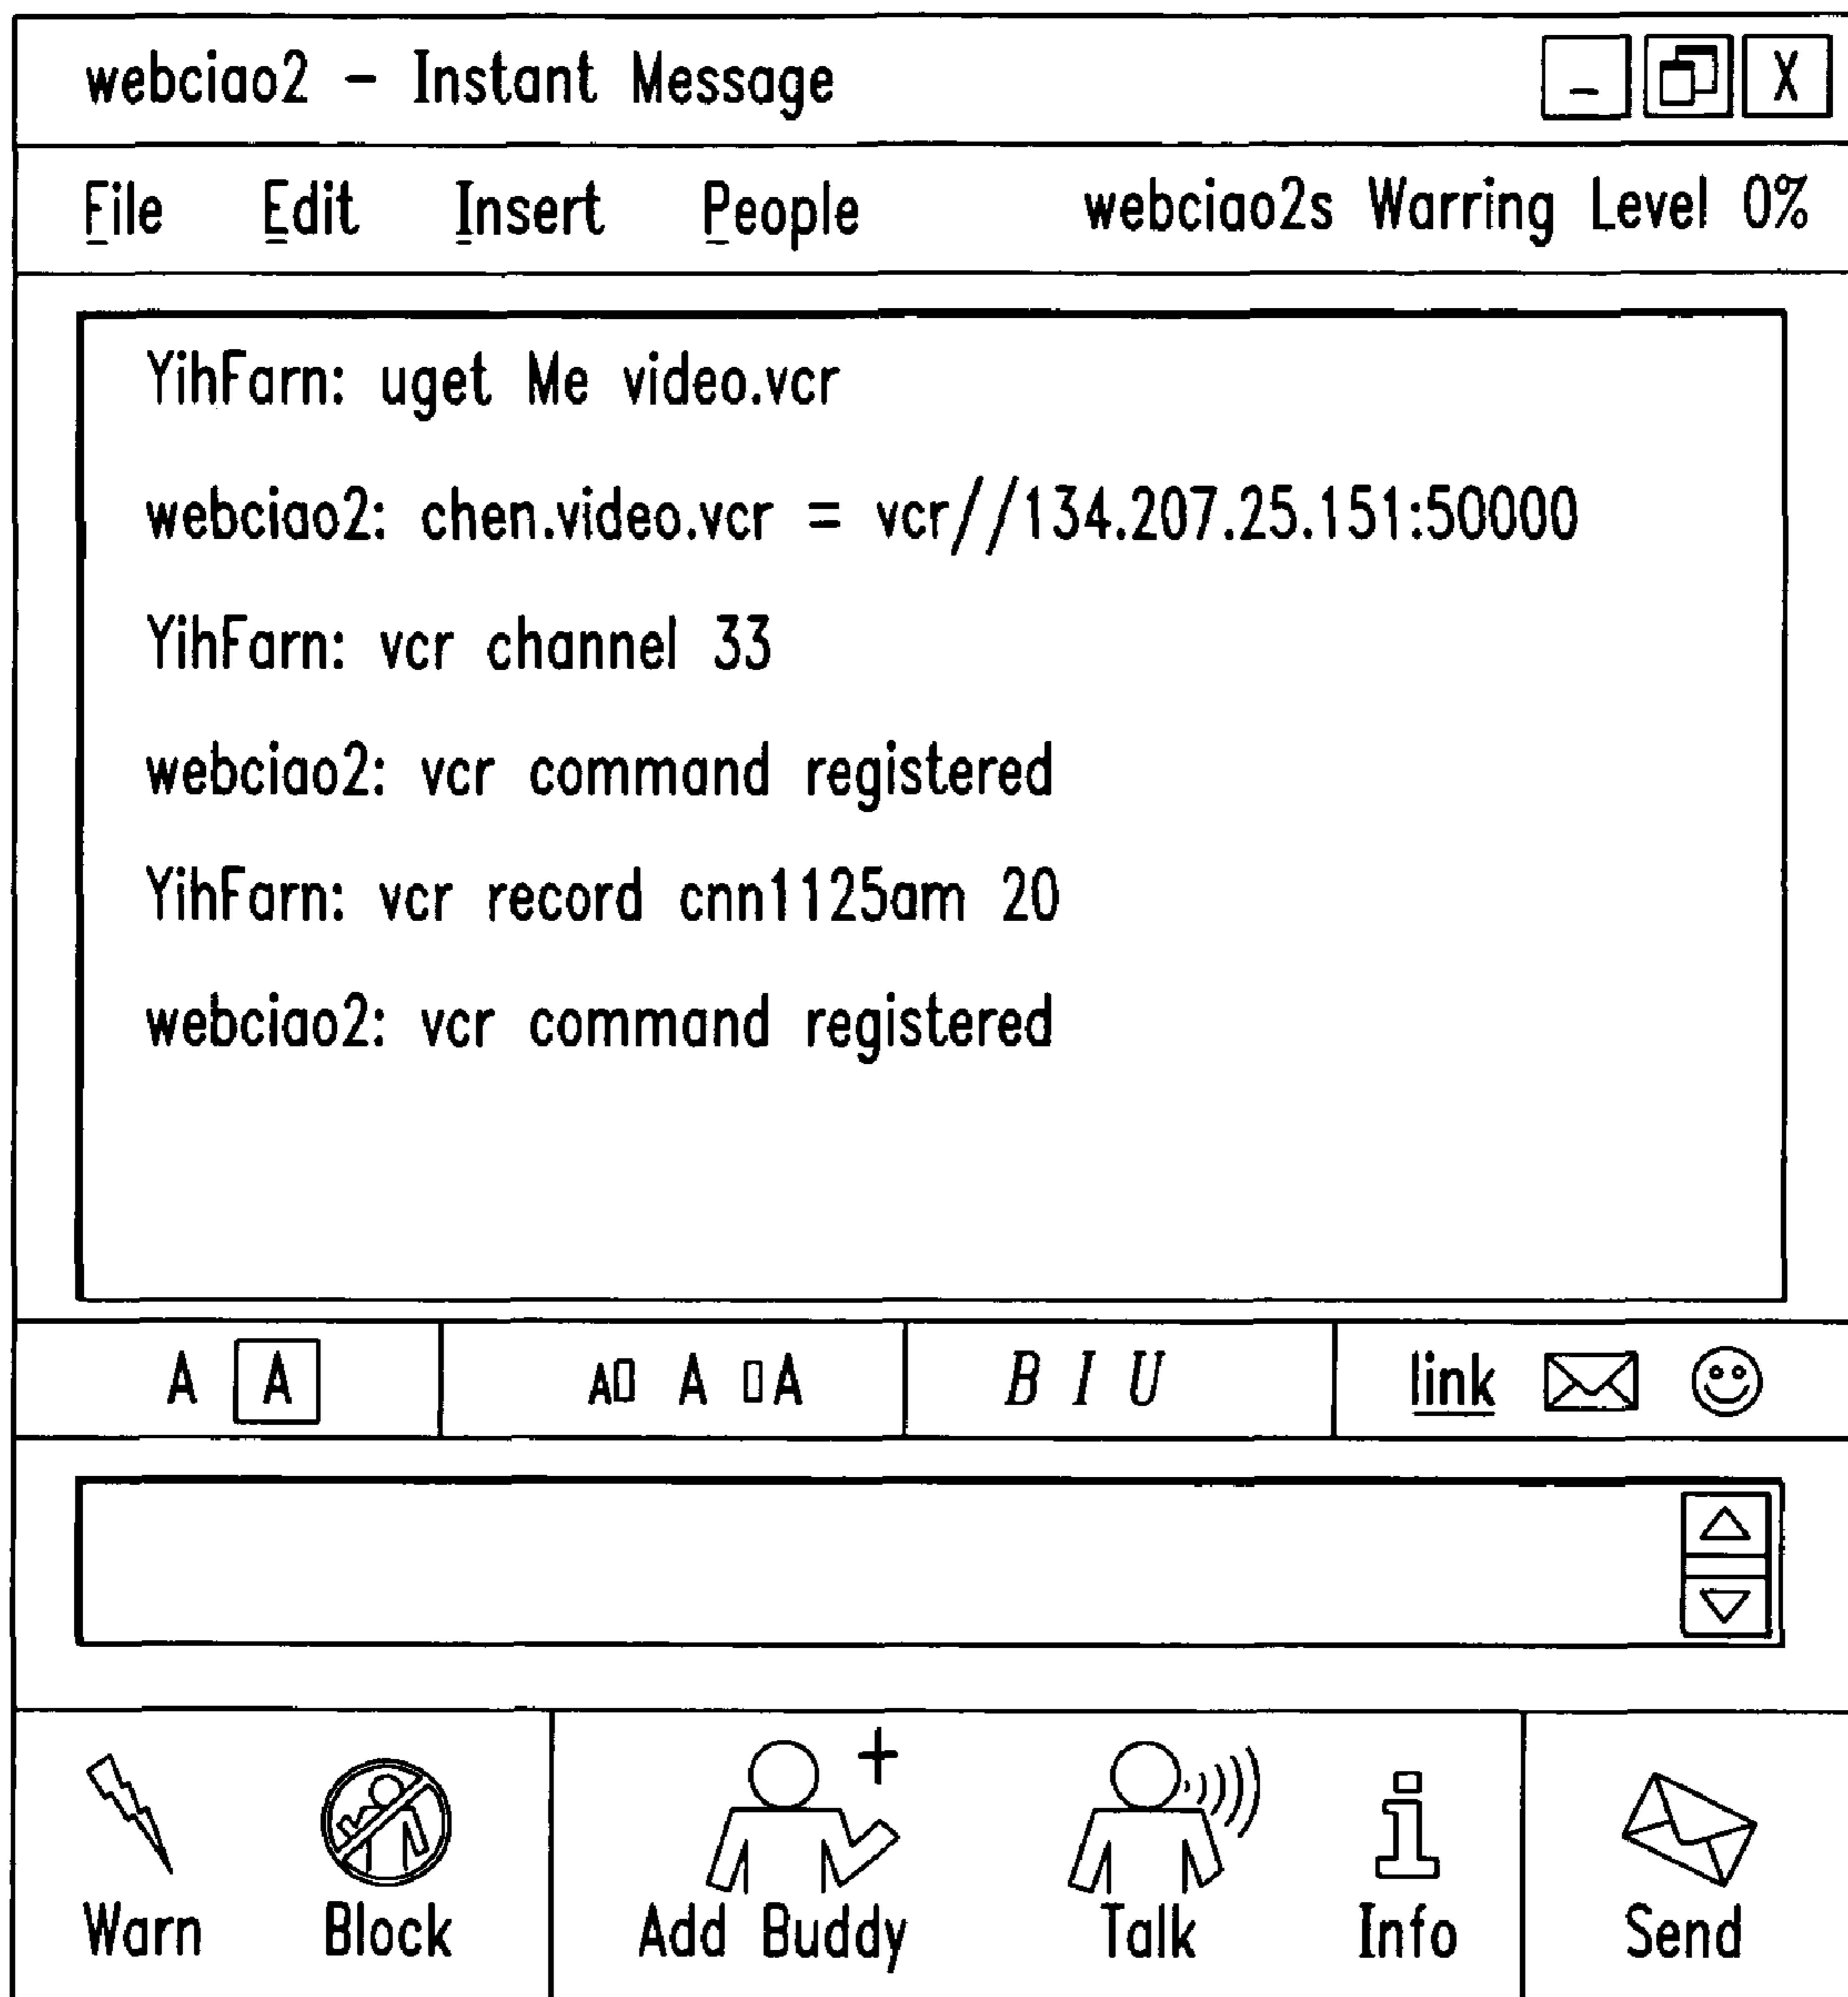 webciao2 - Instant Message _ X
File Edit Insert People webciao2s Warring Level 0%
YihFarn: uget Me video.vcr
webciao2: chen.video.vcr = vcr//134.207.25.151:50000
YihFarn: vcr channel 33
webciao2: vcr command registered
YihFarn: vcr record cnn1125am 20
webciao2: vcr command registered
A A A A A B I U link
Warn Block Add Buddy Talk Info Send